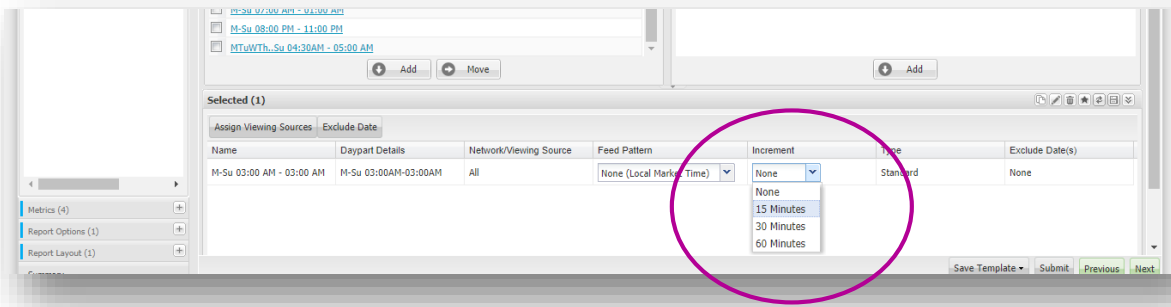 M-Su 07:00 AM - 01:00 AM
M-Su 08:00 PM - 11:00 PM
MTuWTh..Su 04:30AM - 05:00 AM
Add Move Add
Selected (1)
Assign Viewing Sources Exclude Date
Name Daypart Details Network/Viewing Source Feed Pattern Increment Type Exclude Date(s)
M-Su 03:00 AM - 03:00 AM M-Su 03:00AM-03:00AM All None (Local Market Time) None Standard None
None
15 Minutes
30 Minutes
60 Minutes
Metrics (4)
Report Options (1)
Report Layout (1)
Summary
Save Template Submit Previous Next